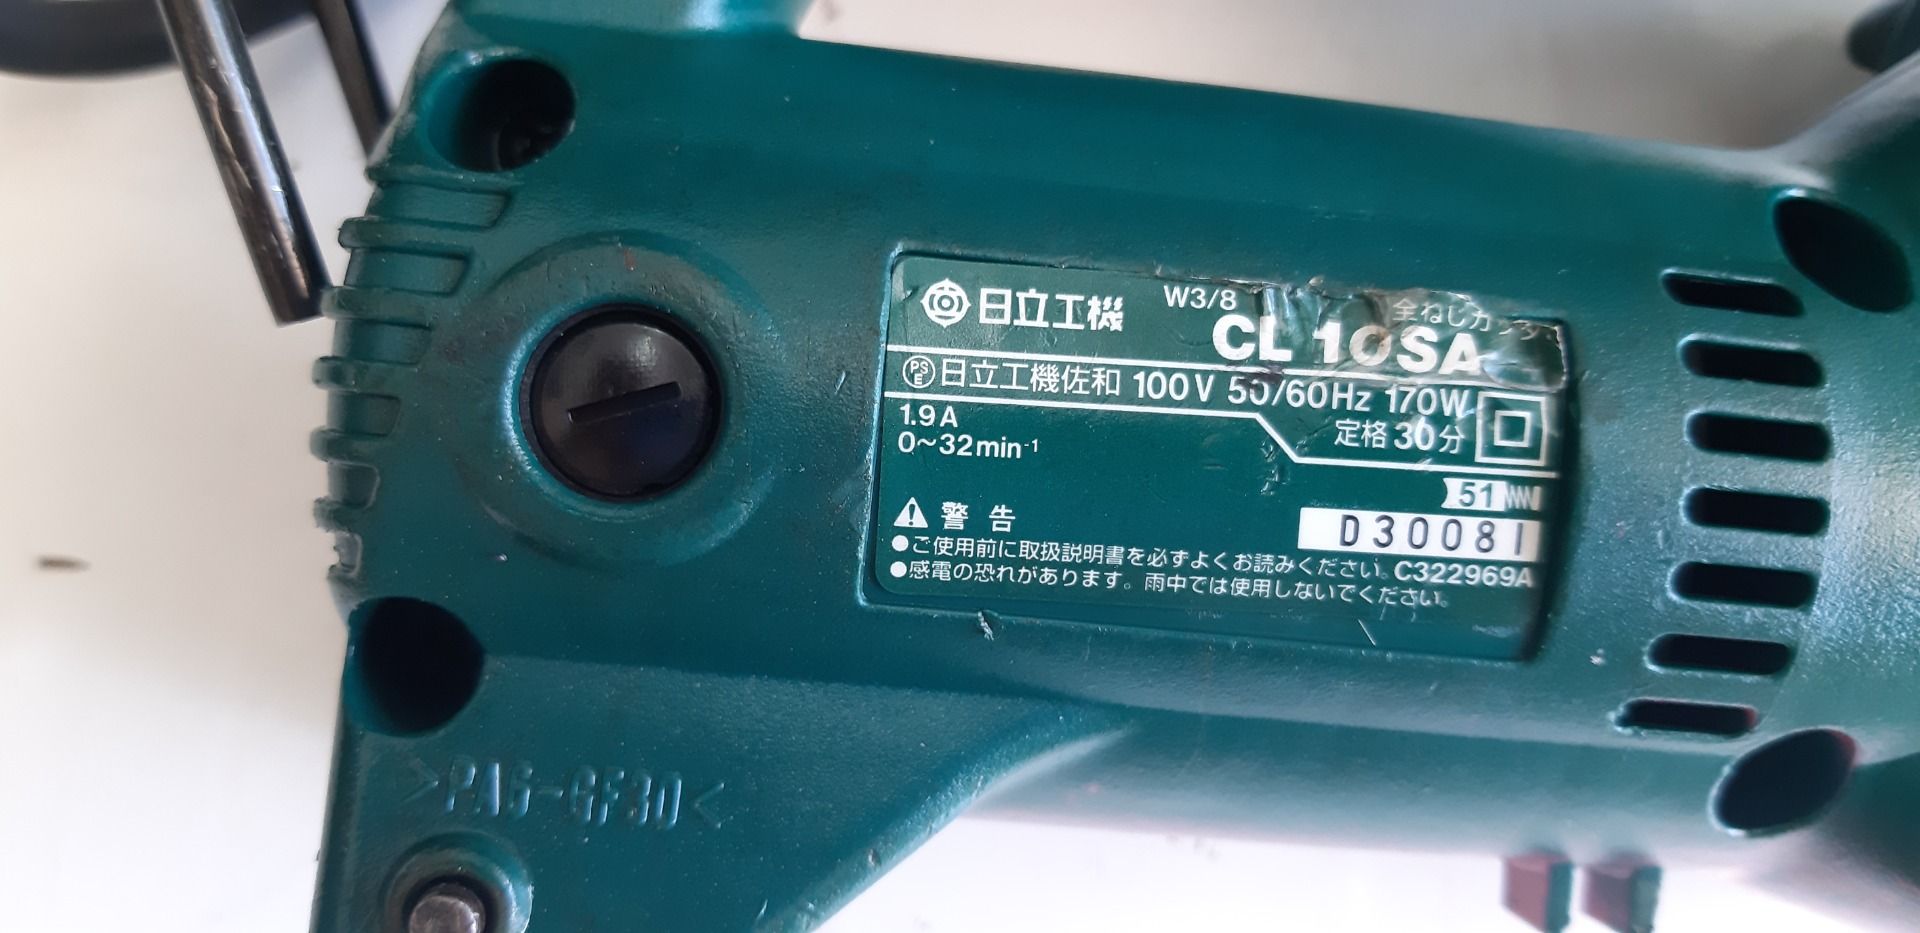 日立工機 W3/8 全ねじカッター
CL 10SA
PSE 日立工機佐和 100V 50/60Hz 170W
1.9A 定格30分
0~32min⁻¹
51
警告 D30081
●ご使用前に取扱説明書を必ずよくお読みください。C322969A
●感電の恐れがあります。雨中では使用しないでください。
>PA6-GF30<